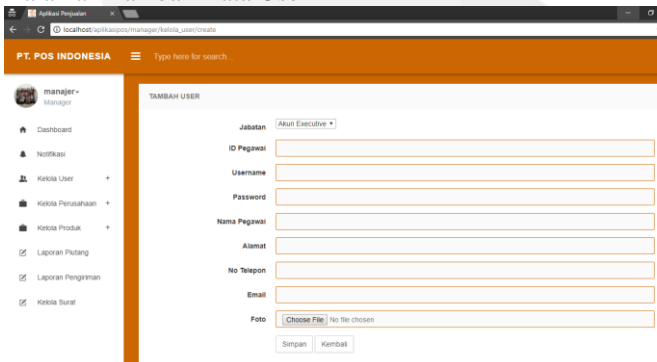 Aplikasi Penjualan
localhost/aplikasipos/manager/kelola_user/create
PT. POS INDONESIA
Type here for search...
manajer
Manager
TAMBAH USER
Dashboard
Notifikasi
Kelola User +
Kelola Perusahaan +
Kelola Produk +
Laporan Piutang
Laporan Pengiriman
Kelola Surat
Jabatan Akun Executive
ID Pegawai
Username
Password
Nama Pegawai
Alamat
No Telepon
Email
Foto Choose File No file chosen
Simpan Kembali